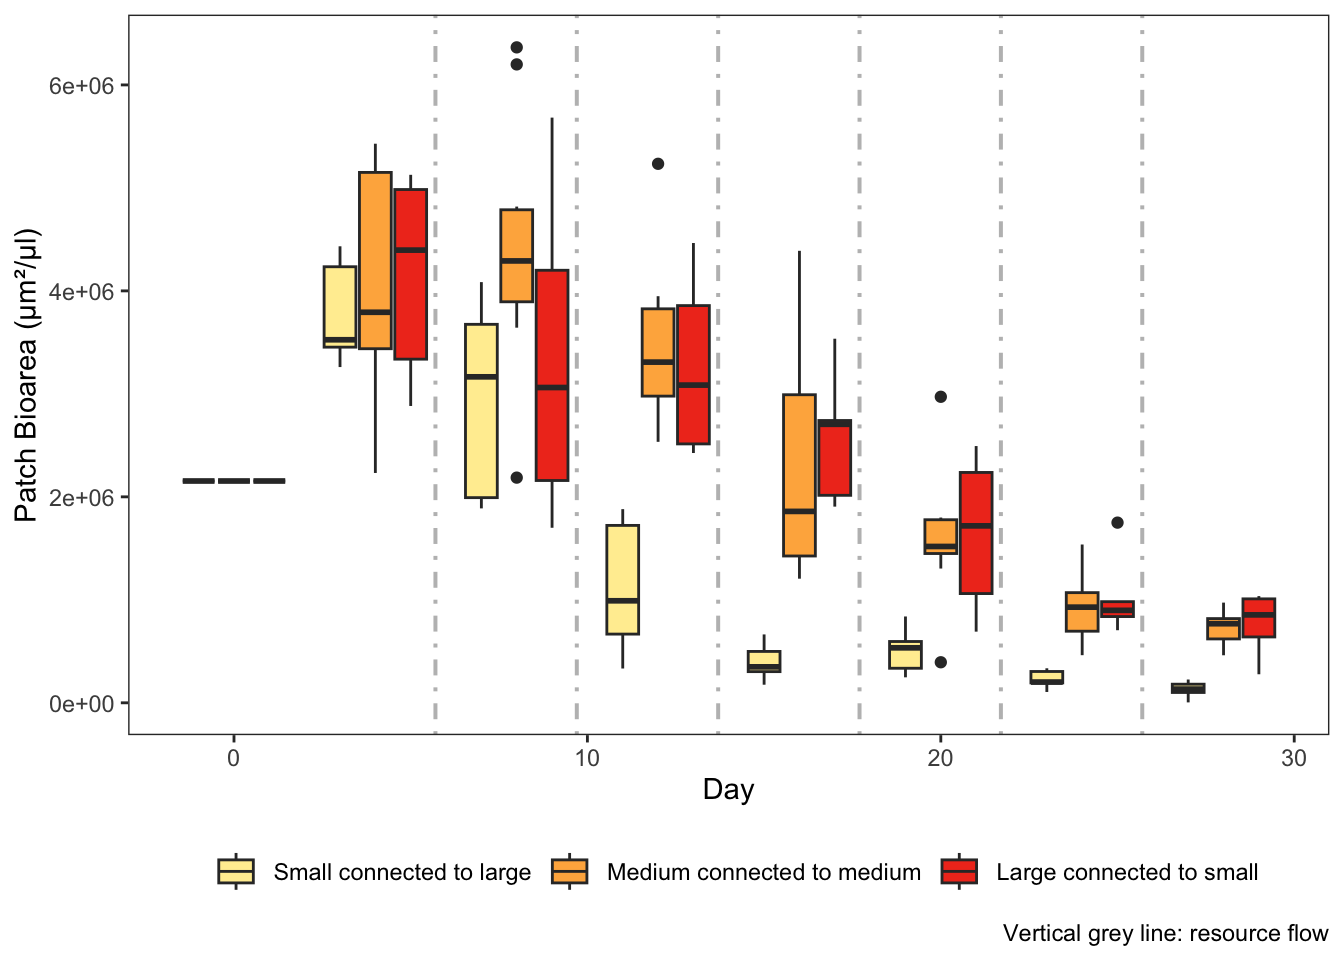 Patch Bioarea (µm²/µl)
6e+06
4e+06
2e+06
0e+00
0 10 20 30
Day
Small connected to large Medium connected to medium Large connected to small
Vertical grey line: resource flow